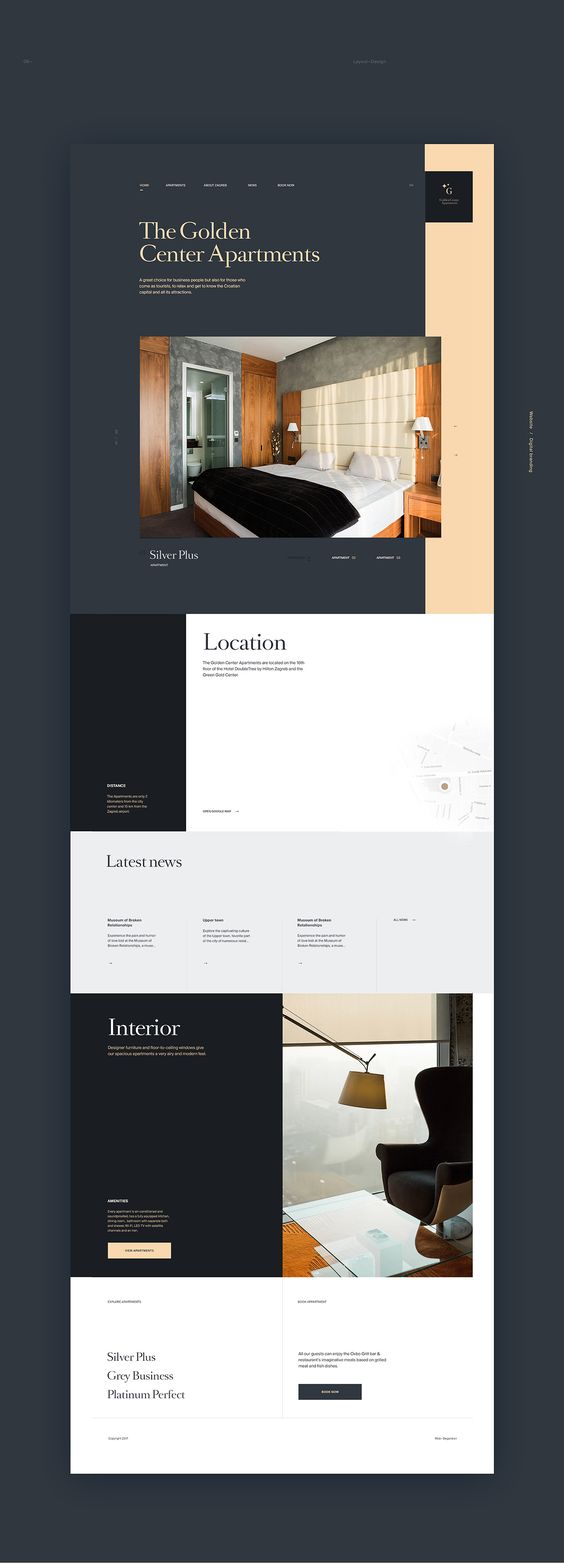 Layout—Design
HOME
APARTMENTS
ABOUT ZAGREB
NEWS
BOOK NOW
G
Golden Center
Apartments
The Golden
Center Apartments
A great choice for business people but also for those who
come as tourists, to relax and get to know the Croatian
capital and all its attractions.
Website / Digital branding
Silver Plus
APARTMENT
APARTMENT 02
APARTMENT 03
Location
The Golden Center Apartments are located on the 16th
floor of the Hotel DoubleTree by Hilton Zagreb and the
Green Gold Center.
DISTANCE
The Apartments are only 2
kilometers from the city
center and 15 km from the
Zagreb airport
OPEN GOOGLE MAP →
Latest news
Museum of Broken
Relationships
Experience the pain and humor
of love lost at the Museum of
Broken Relationships, a muse...
→
Upper town
Explore the captivating culture
of the Upper town, favorite part
of the city of numerous notat...
→
Museum of Broken
Relationships
Experience the pain and humor
of love lost at the Museum of
Broken Relationships, a muse...
→
ALL NEWS →
Interior
Designer furniture and floor-to-ceiling windows give
our spacious apartments a very airy and modern feel.
AMENITIES
Every apartment is air-conditioned and
soundproofed, has a fully equipped kitchen,
dining room, bathroom with separate bath
and shower, Wi-Fi, LED TV with satellite
channels and an iron.
VIEW APARTMENTS
EXPLORE APARTMENTS
Silver Plus
Grey Business
Platinum Perfect
BOOK APPARTMENT
All our guests can enjoy the OxBo Grill bar &
restaurant's imaginative meals based on grilled
meat and fish dishes.
BOOK NOW
Copyright 2017